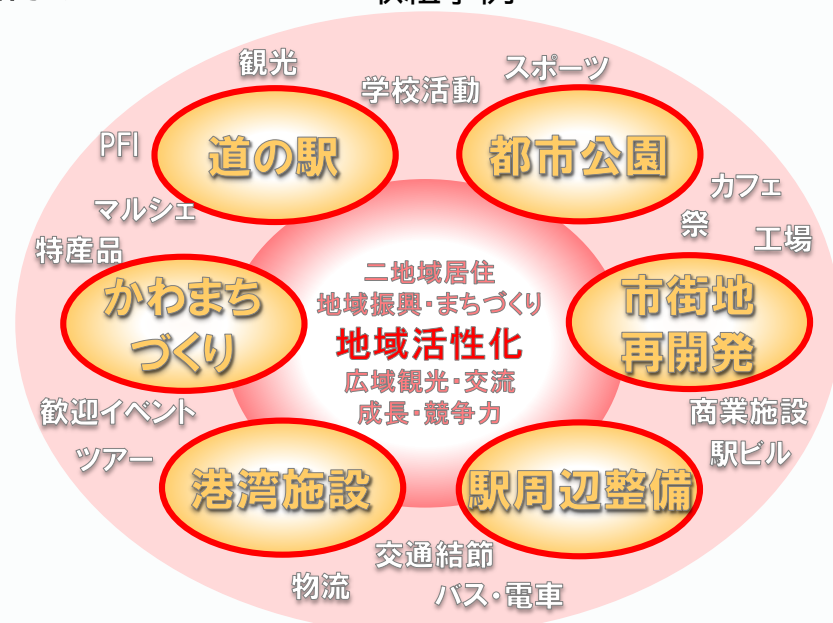 観光
学校活動
スポーツ
PFI
道の駅
都市公園
カフェ
マルシェ
祭
工場
特産品
かわまち
づくり
二地域居住
地域振興・まちづくり
地域活性化
広域観光・交流
成長・競争力
市街地
再開発
歓迎イベント
ツアー
商業施設
駅ビル
港湾施設
駅周辺整備
交通結節
物流
バス・電車